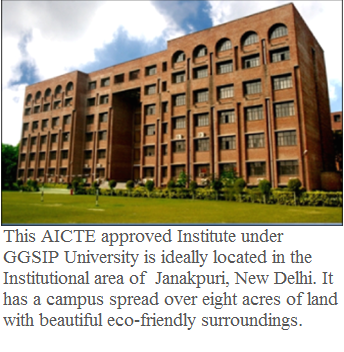 This AICTE approved Institute under
GGSIP University is ideally located in the
Institutional area of  Janakpuri, New Delhi. It
has a campus spread over eight acres of land
with beautiful eco-friendly surroundings.